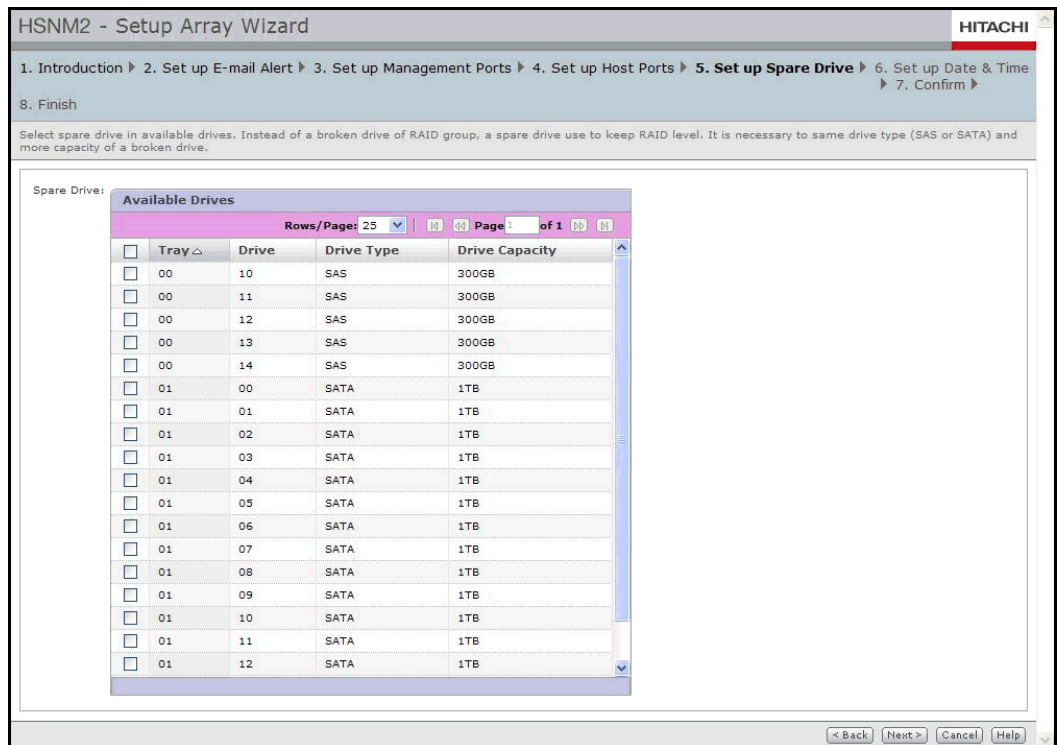 HSNM2 - Setup Array Wizard
HITACHI
1. Introduction 2. Set up E-mail Alert 3. Set up Management Ports 4. Set up Host Ports 5. Set up Spare Drive 6. Set up Date & Time
7. Confirm
8. Finish
Select spare drive in available drives. Instead of a broken drive of RAID group, a spare drive use to keep RAID level. It is necessary to same drive type (SAS or SATA) and
more capacity of a broken drive.
Spare Drive:
Available Drives
Rows/Page: 25 Page 1 of 1
Tray Drive Drive Type Drive Capacity
00 10 SAS 300GB
00 11 SAS 300GB
00 12 SAS 300GB
00 13 SAS 300GB
00 14 SAS 300GB
01 00 SATA 1TB
01 01 SATA 1TB
01 02 SATA 1TB
01 03 SATA 1TB
01 04 SATA 1TB
01 05 SATA 1TB
01 06 SATA 1TB
01 07 SATA 1TB
01 08 SATA 1TB
01 09 SATA 1TB
01 10 SATA 1TB
01 11 SATA 1TB
01 12 SATA 1TB
< Back Next > Cancel Help